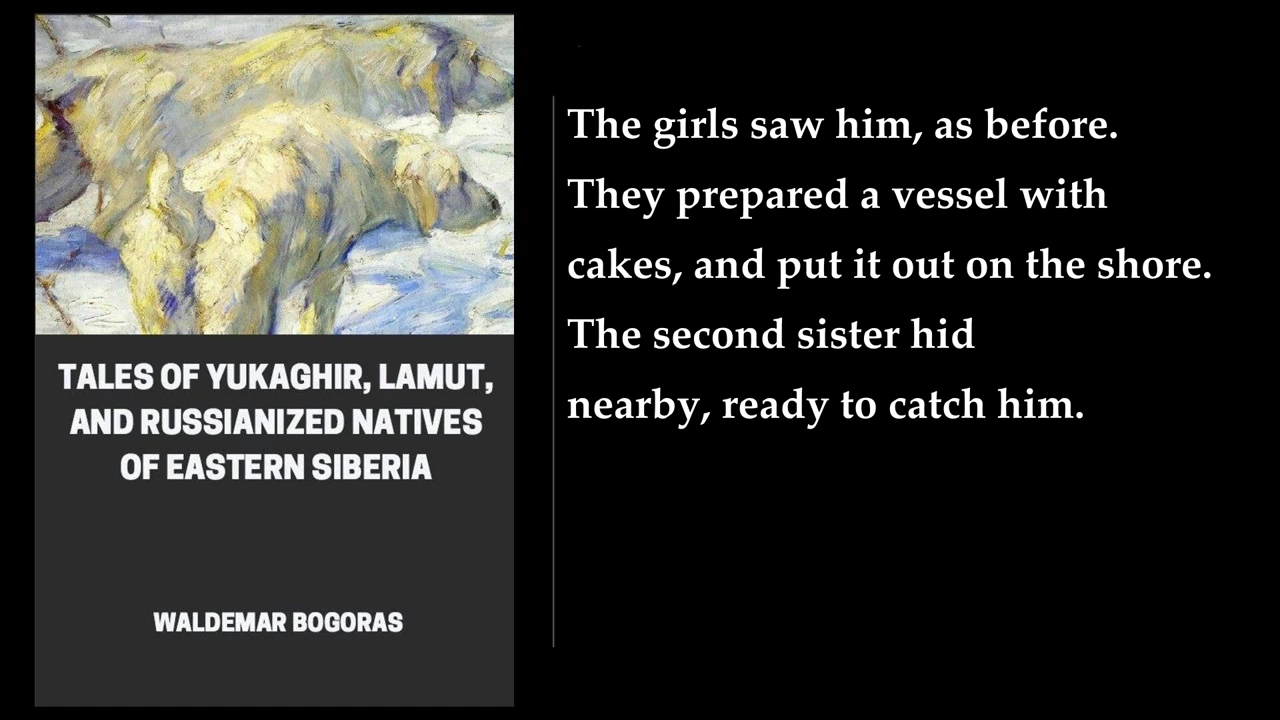 TALES OF YUKAGHIR, LAMUT,
AND RUSSIANIZED NATIVES
OF EASTERN SIBERIA
WALDEMAR BOGORAS
The girls saw him, as before.
They prepared a vessel with
cakes, and put it out on the shore.
The second sister hid
nearby, ready to catch him.